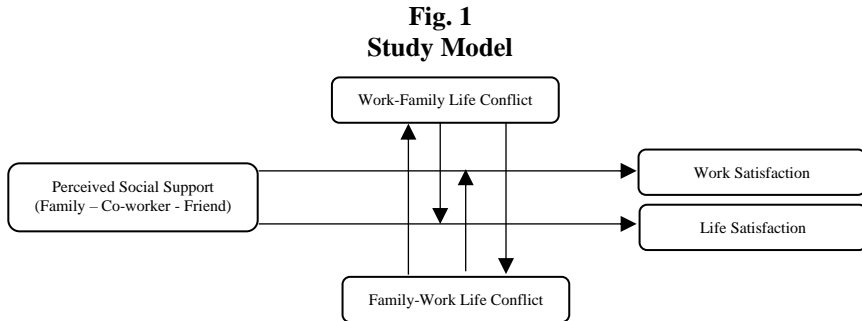 Fig. 1
Study Model
Work-Family Life Conflict
Perceived Social Support
(Family – Co-worker - Friend)
Work Satisfaction
Life Satisfaction
Family-Work Life Conflict